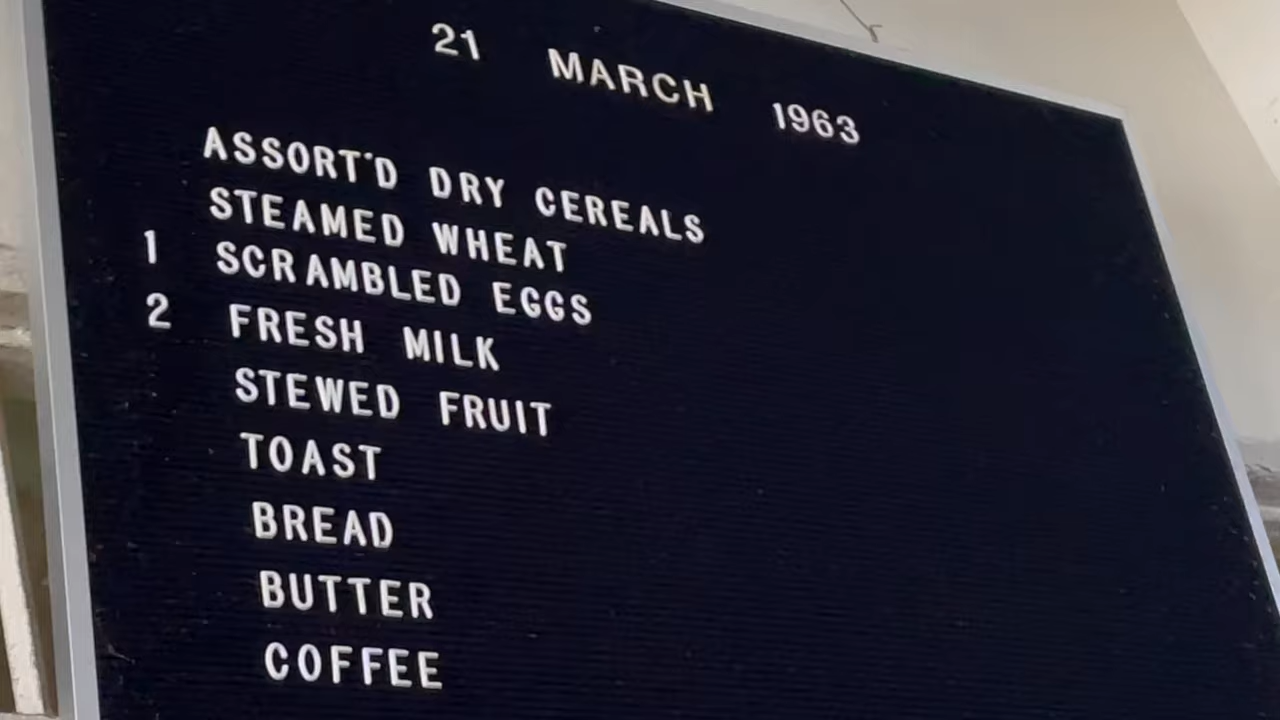 21 MARCH 1963
ASSORT'D DRY CEREALS
STEAMED WHEAT
1 SCRAMBLED EGGS
2 FRESH MILK
STEWED FRUIT
TOAST
BREAD
BUTTER
COFFEE